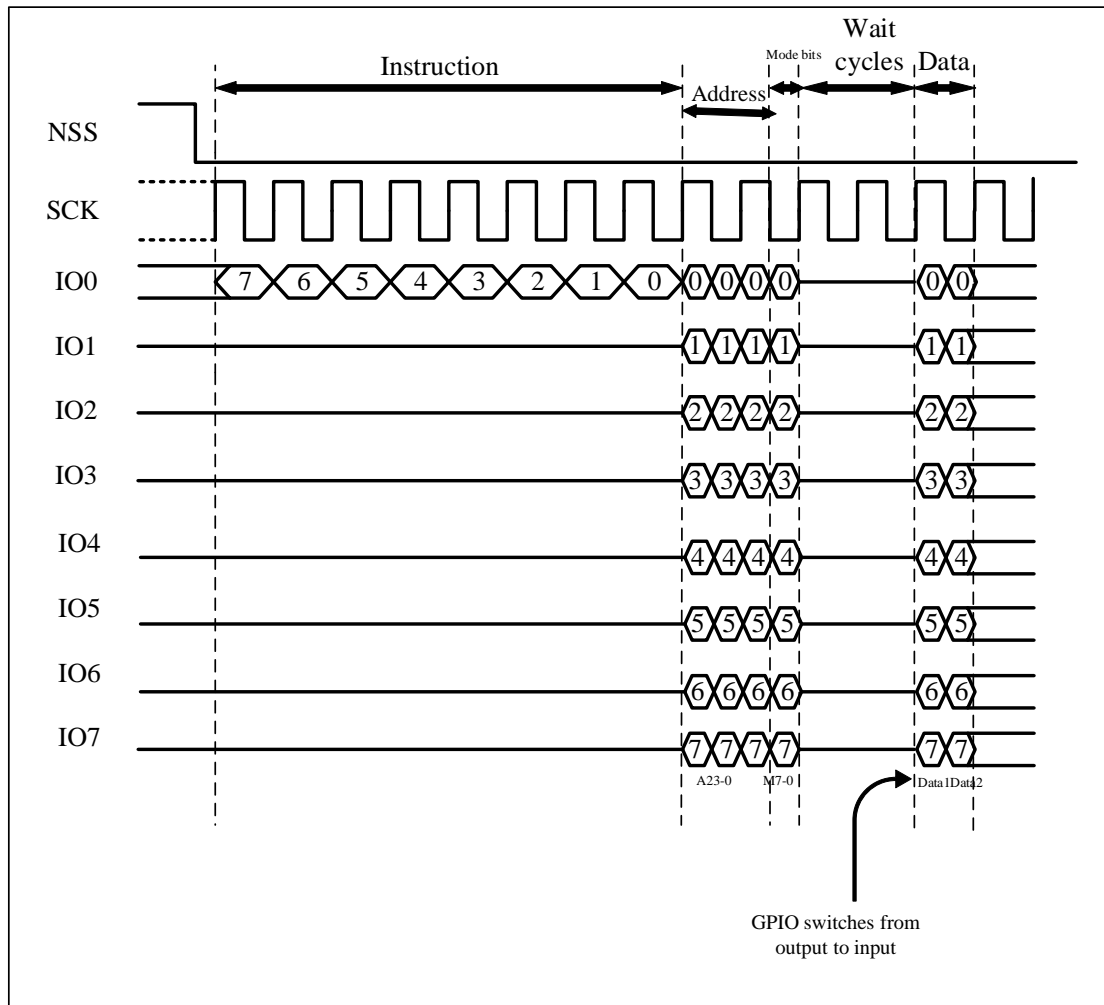 Wait
Mode bits
cycles Data
Instruction
Address
NSS
SCK
IO0 7 6 5 4 3 2 1 0 0 0 0 0 0 0
IO1 1 1 1 1 1 1
IO2 2 2 2 2 2 2
IO3 3 3 3 3 3 3
IO4 4 4 4 4 4 4
IO5 5 5 5 5 5 5
IO6 6 6 6 6 6 6
IO7 7 7 7 7 7 7
A23-0 M7-0 Data1Data2
GPIO switches from
output to input